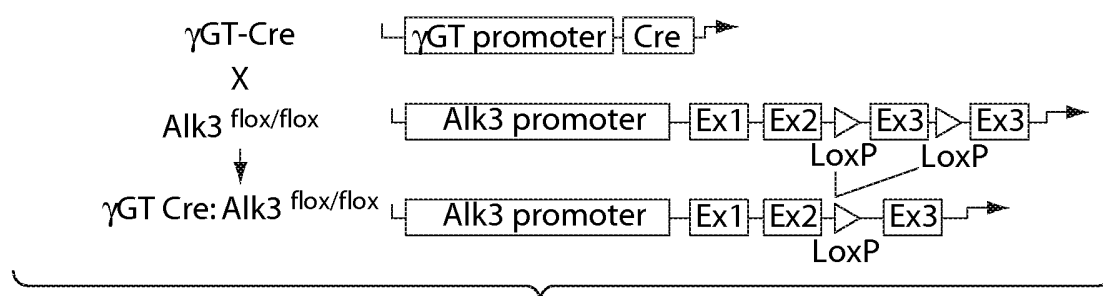 γGT-Cre γGT promoter Cre
X
Alk3 flox/flox Alk3 promoter Ex1 Ex2 Ex3 Ex3
LoxP LoxP
γGT Cre: Alk3 flox/flox Alk3 promoter Ex1 Ex2 Ex3
LoxP